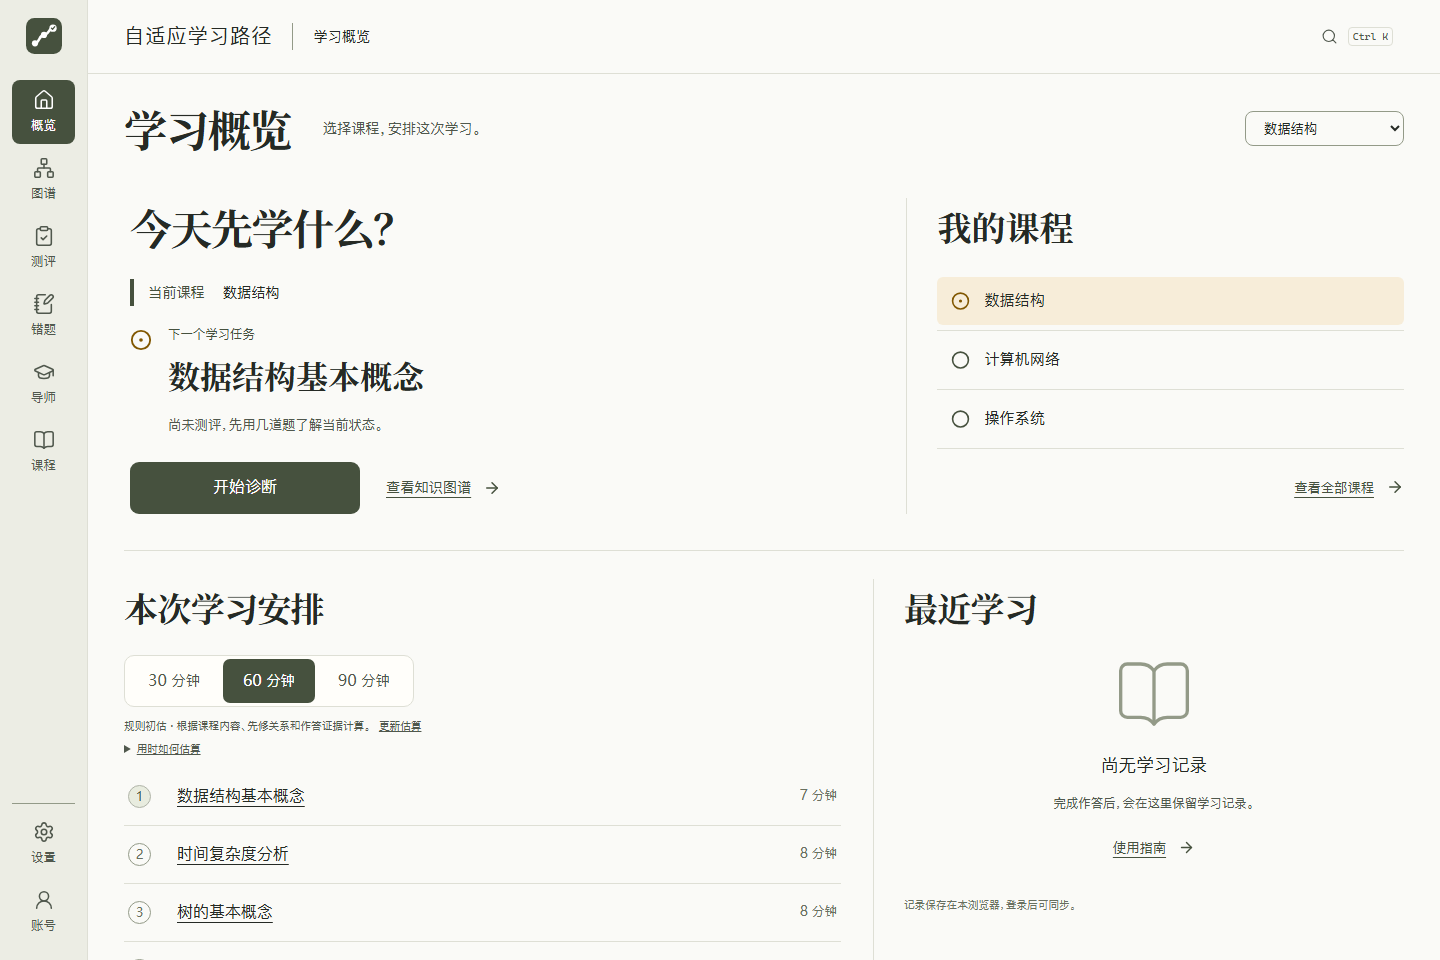 自适应学习路径
学习概览
Ctrl K
概览
图谱
测评
错题
导师
课程
设置
账号
学习概览
选择课程,安排这次学习。
数据结构
今天先学什么?
当前课程 数据结构
下一个学习任务
数据结构基本概念
尚未测评,先用几道题了解当前状态。
开始诊断
查看知识图谱
我的课程
数据结构
计算机网络
操作系统
查看全部课程
本次学习安排
30 分钟
60 分钟
90 分钟
规则初估 · 根据课程内容、先修关系和作答证据计算。 更新估算
用时如何估算
1 数据结构基本概念 7 分钟
2 时间复杂度分析 8 分钟
3 树的基本概念 8 分钟
最近学习
尚无学习记录
完成作答后,会在这里保留学习记录。
使用指南
记录保存在本浏览器,登录后可同步。